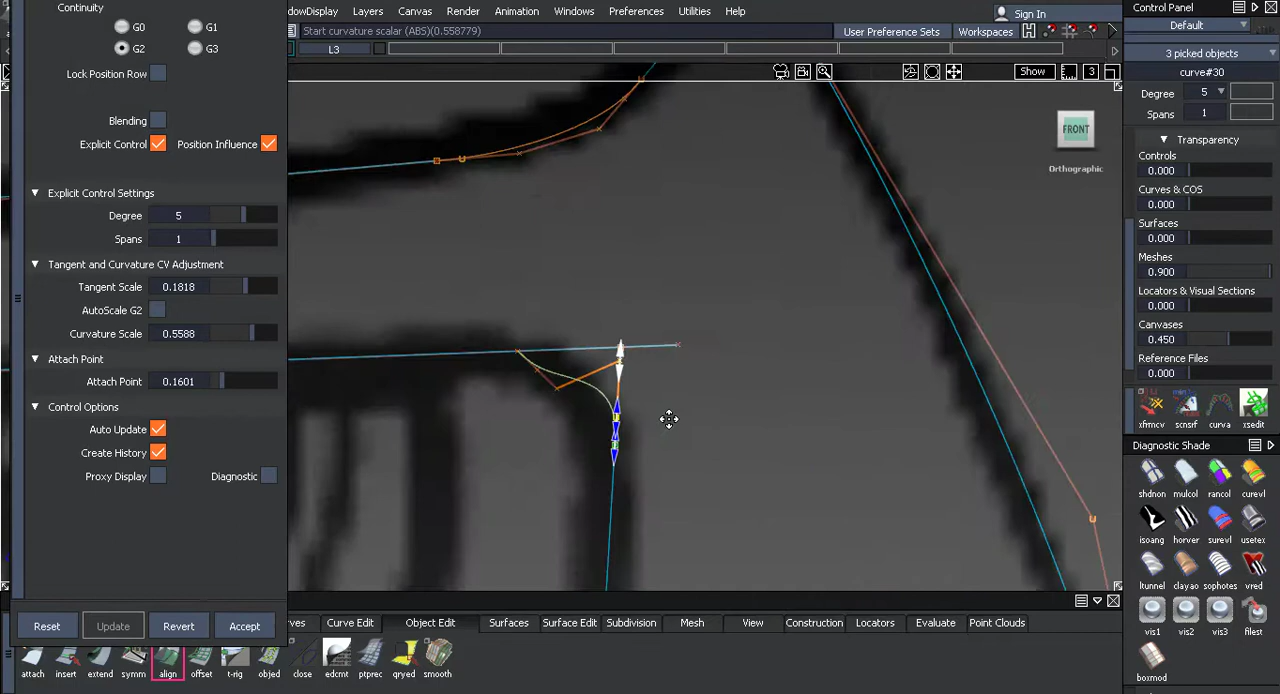 Continuity
G0 G1
G2 G3
Lock Position Row
Blending
Explicit Control Position Influence
Explicit Control Settings
Degree 5
Spans 1
Tangent and Curvature CV Adjustment
Tangent Scale 0.1818
AutoScale G2
Curvature Scale 0.5588
Attach Point
Attach Point 0.1601
Control Options
Auto Update
Create History
Proxy Display Diagnostic
Reset Update Revert Accept
ndowDisplay Layers Canvas Render Animation Windows Preferences Utilities Help
Sign In
Start curvature scalar (ABS)(0.558779)
User Preference Sets Workspaces
L3
Show 3
FRONT
Orthographic
Control Panel
Default
3 picked objects
curve#30
Degree 5
Spans 1
Transparency
Controls
0.000
Curves & COS
0.000
Surfaces
0.000
Meshes
0.900
Locators & Visual Sections
0.000
Canvases
0.450
Reference Files
0.000
xfrmcv scnsrf curva xsedit
Diagnostic Shade
shdnon mulcol rancol curevl
isoang horver surevl usetex
ltunnel clayao sophotes vred
vis1 vis2 vis3 filest
boxmod
rves Curve Edit Object Edit Surfaces Surface Edit Subdivision Mesh View Construction Locators Evaluate Point Clouds
attach insert extend symm align offset t-rig objed close edcmt ptprec qryed smooth